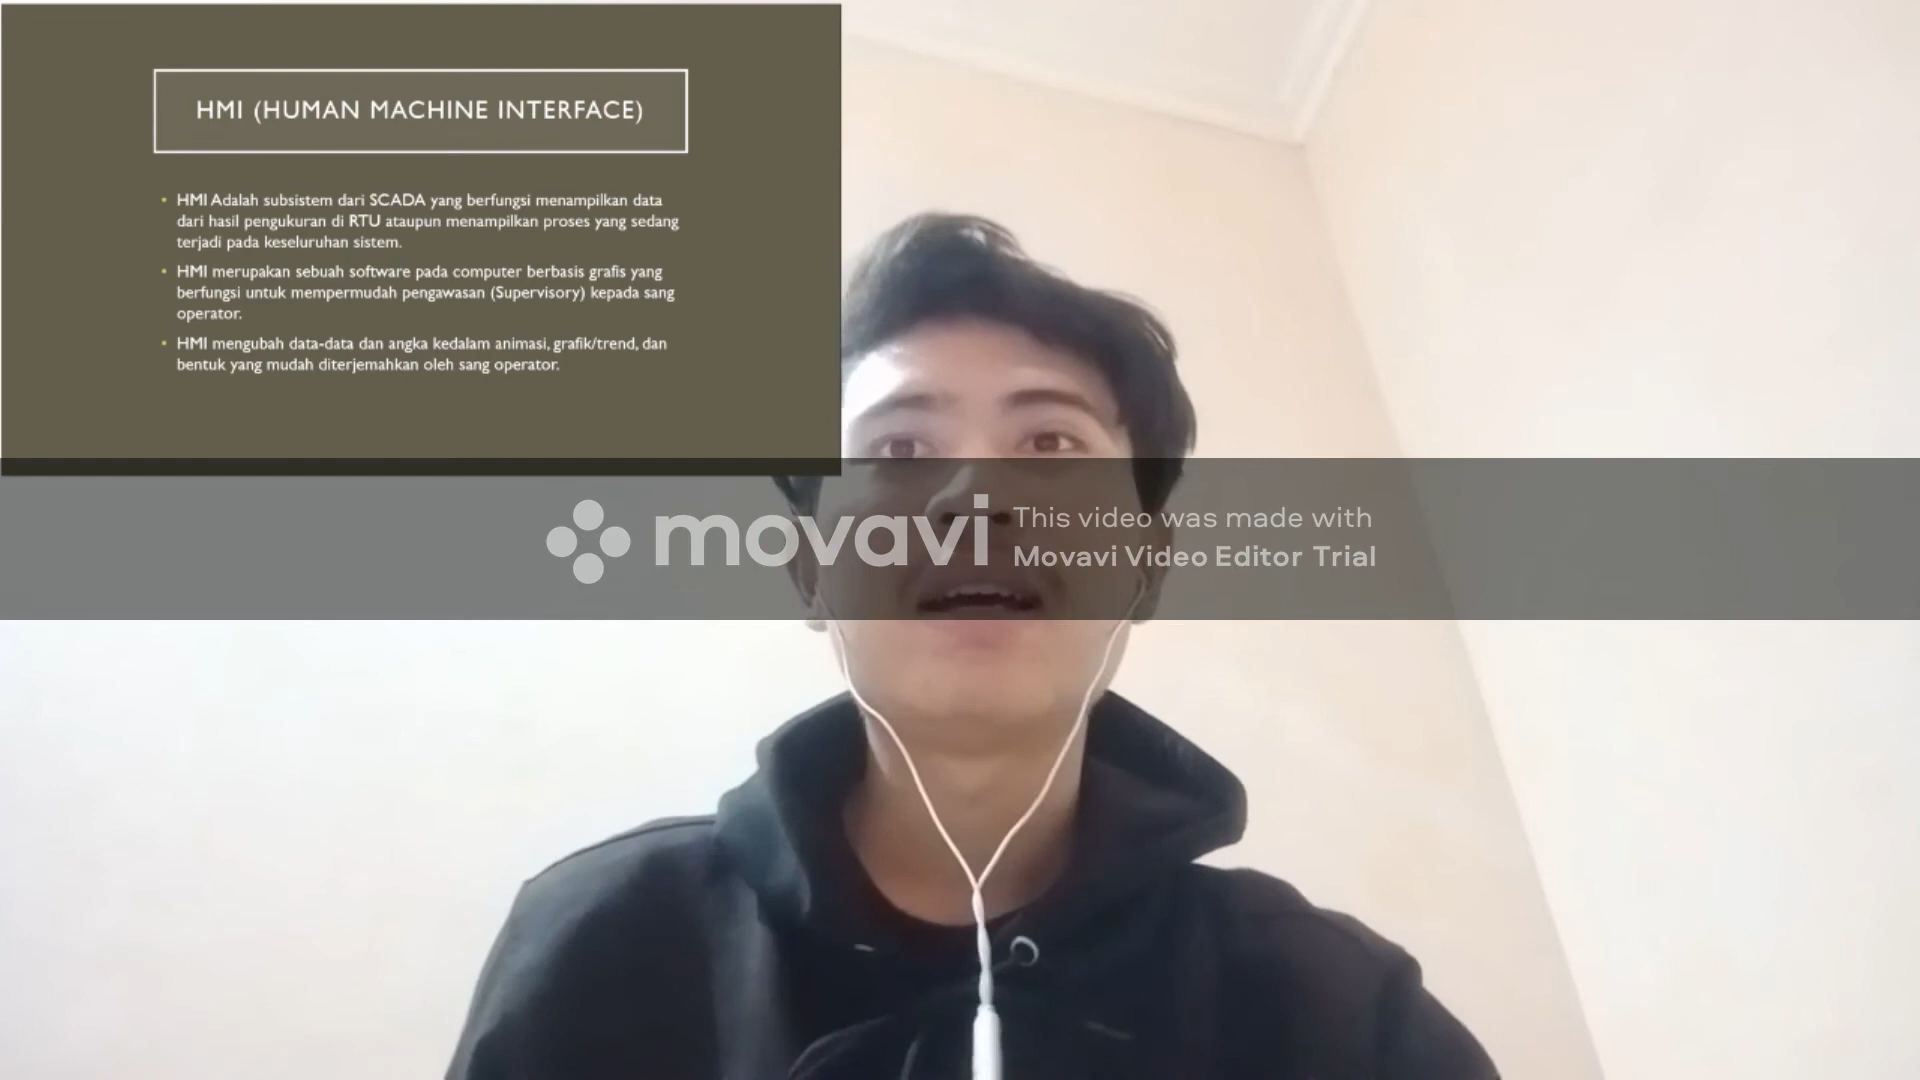 HMI (HUMAN MACHINE INTERFACE)
• HMI Adalah subsistem dari SCADA yang berfungsi menampilkan data
dari hasil pengukuran di RTU ataupun menampilkan proses yang sedang
terjadi pada keseluruhan sistem.
• HMI merupakan sebuah software pada computer berbasis grafis yang
berfungsi untuk mempermudah pengawasan (Supervisory) kepada sang
operator.
• HMI mengubah data-data dan angka kedalam animasi, grafik/trend, dan
bentuk yang mudah diterjemahkan oleh sang operator.
movavi
This video was made with
Movavi Video Editor Trial